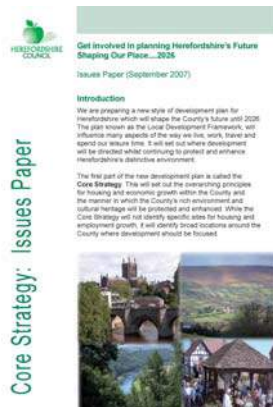 HEREFORDSHIRE
COUNCIL
Get involved in planning Herefordshire's Future
Shaping Our Place....2026
Issues Paper (September 2007)
Introduction
We are preparing a new style of development plan for
Herefordshire which will shape the County's future until 2026.
The plan known as the Local Development Framework, will
influence many aspects of the way we live, work, travel and
spend our leisure time. It will set out where development
will be directed whilst continuing to protect and enhance
Herefordshire's distinctive environment.
The first part of the new development plan is called the
Core Strategy. This will set out the overarching principles
for housing and economic growth within the County and
the manner in which the County's rich environment and
cultural heritage will be protected and enhanced. While the
Core Strategy will not identify specific sites for housing and
employment growth, it will identify broad locations around the
County where development should be focused.
Core Strategy: Issues Paper